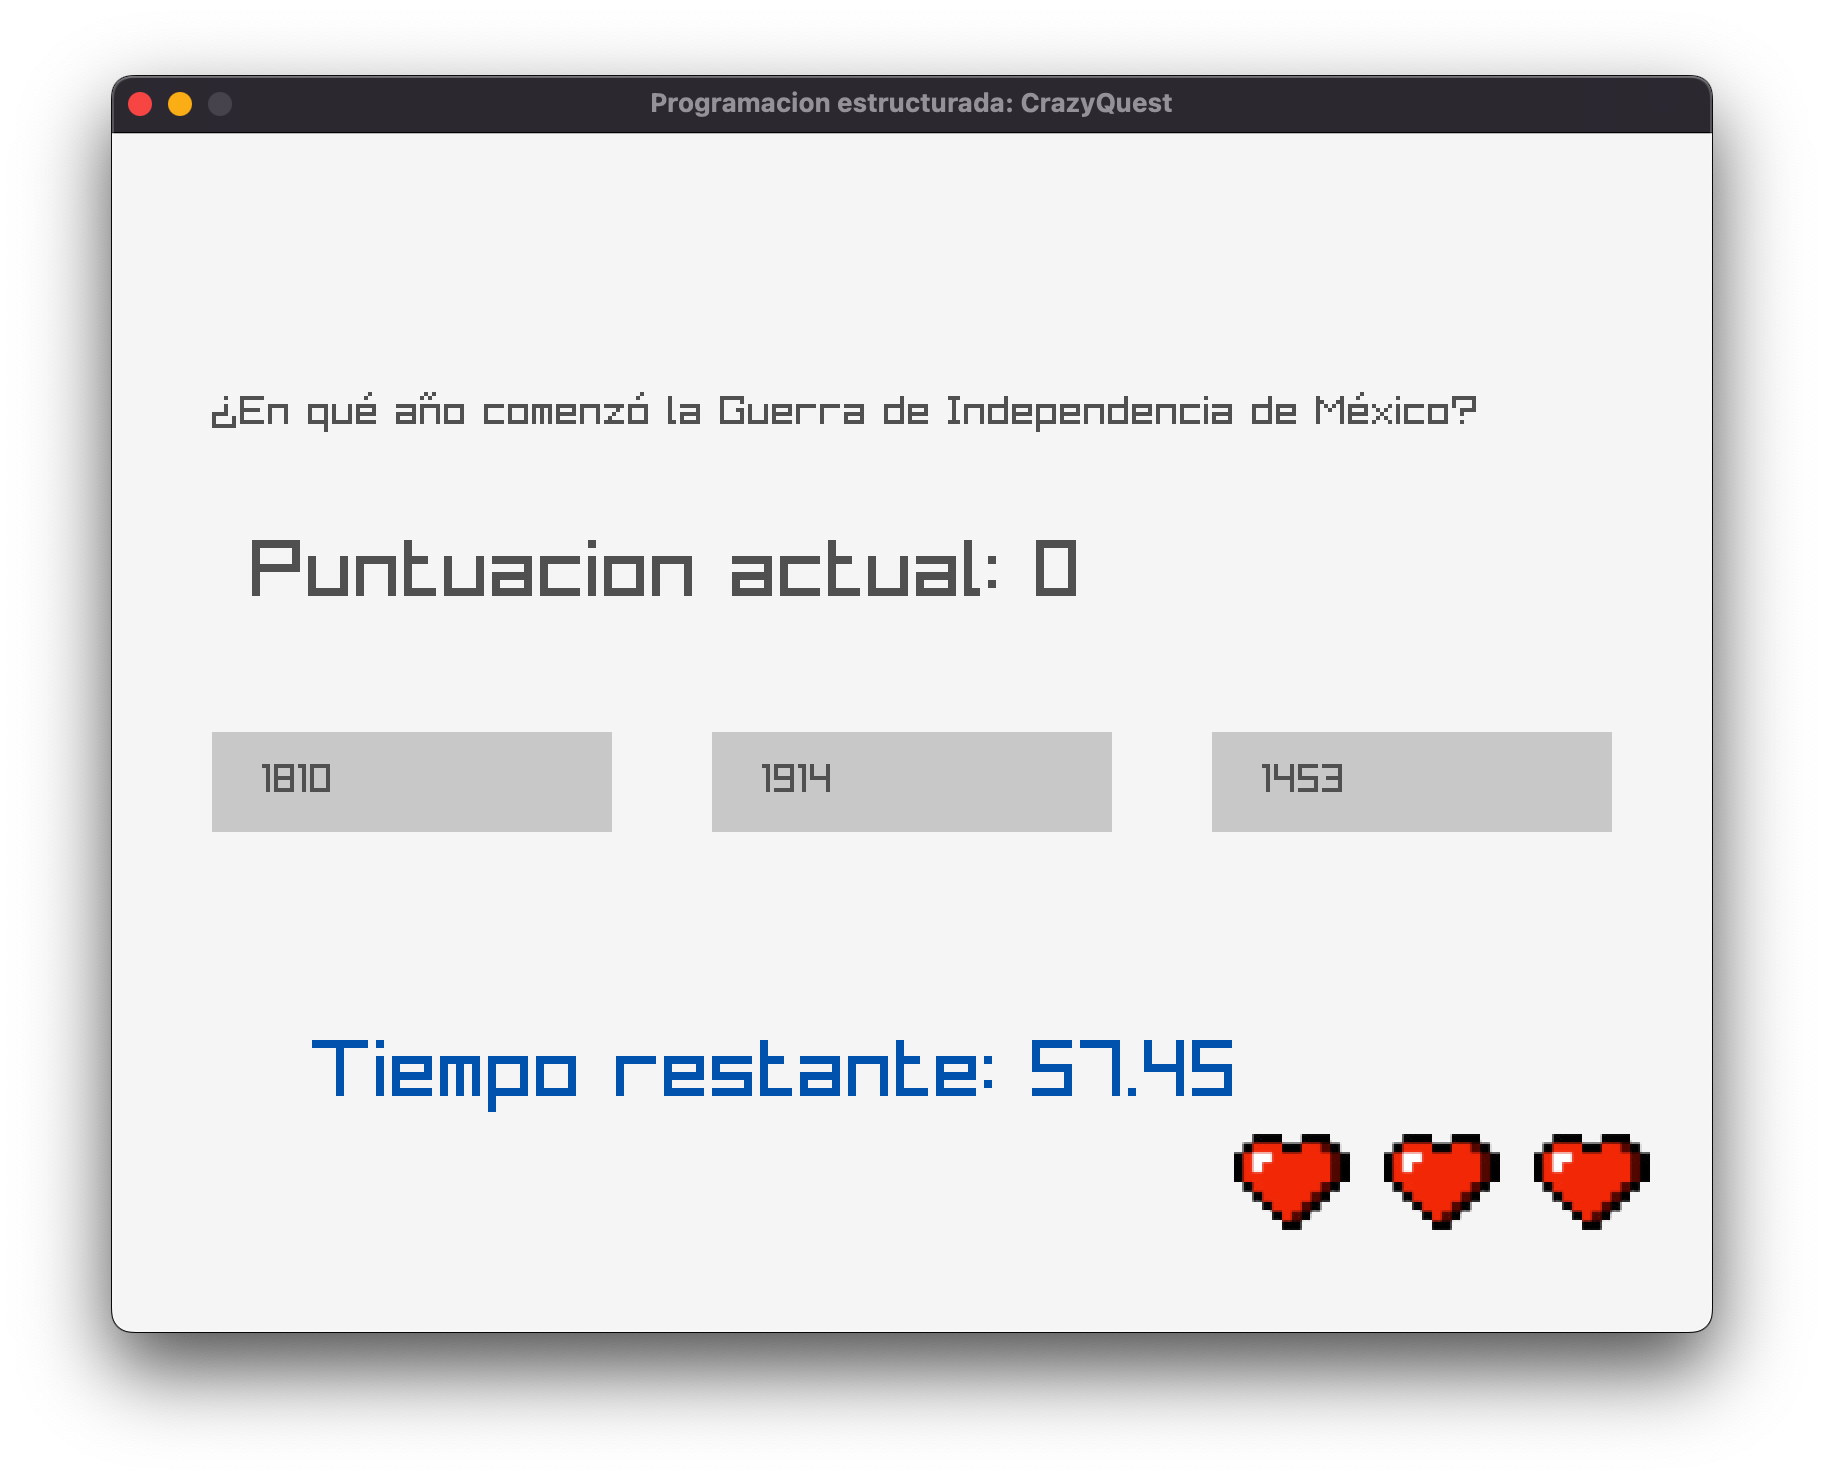 Programacion estructurada: CrazyQuest
¿En qué año comenzó la Guerra de Independencia de México?
Puntuacion actual: 0
1810
1914
1453
Tiempo restante: 57.45